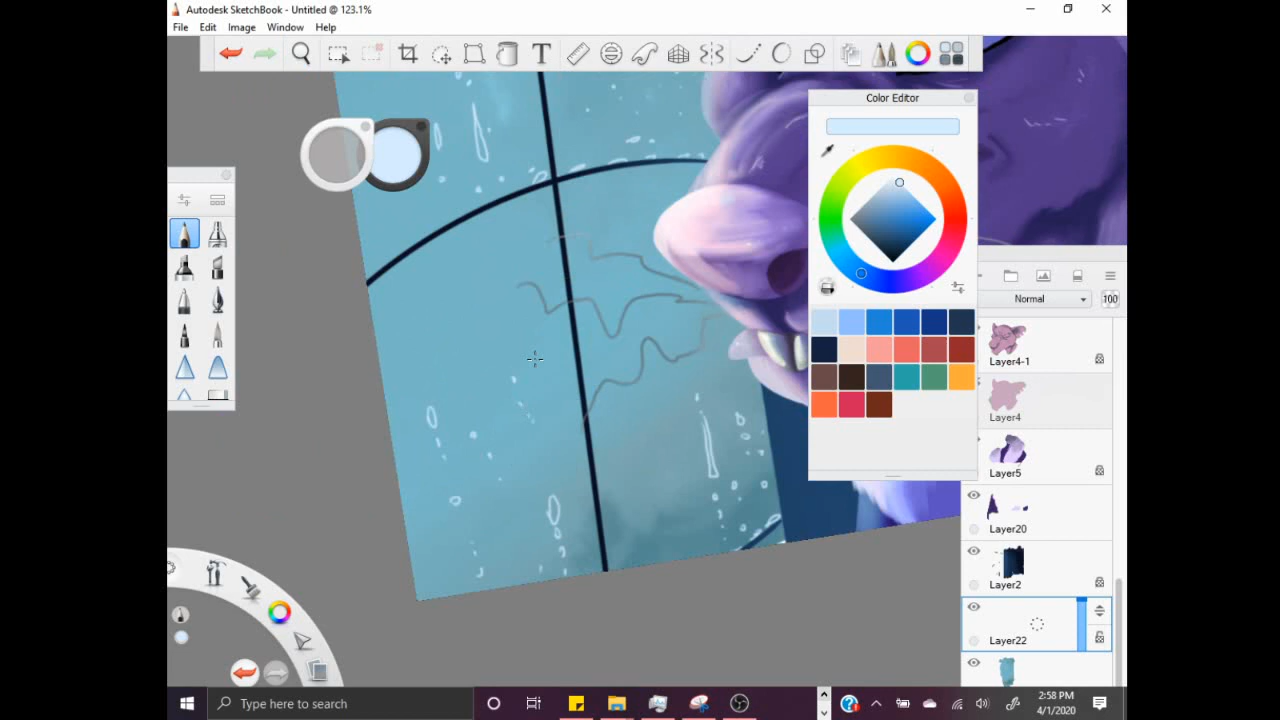 Autodesk SketchBook - Untitled @ 123.1%
File Edit Image Window Help
T
Color Editor
Normal 100
Layer4-1
Layer4
Layer5
Layer20
Layer2
Layer22
Type here to search
2:58 PM
4/1/2020